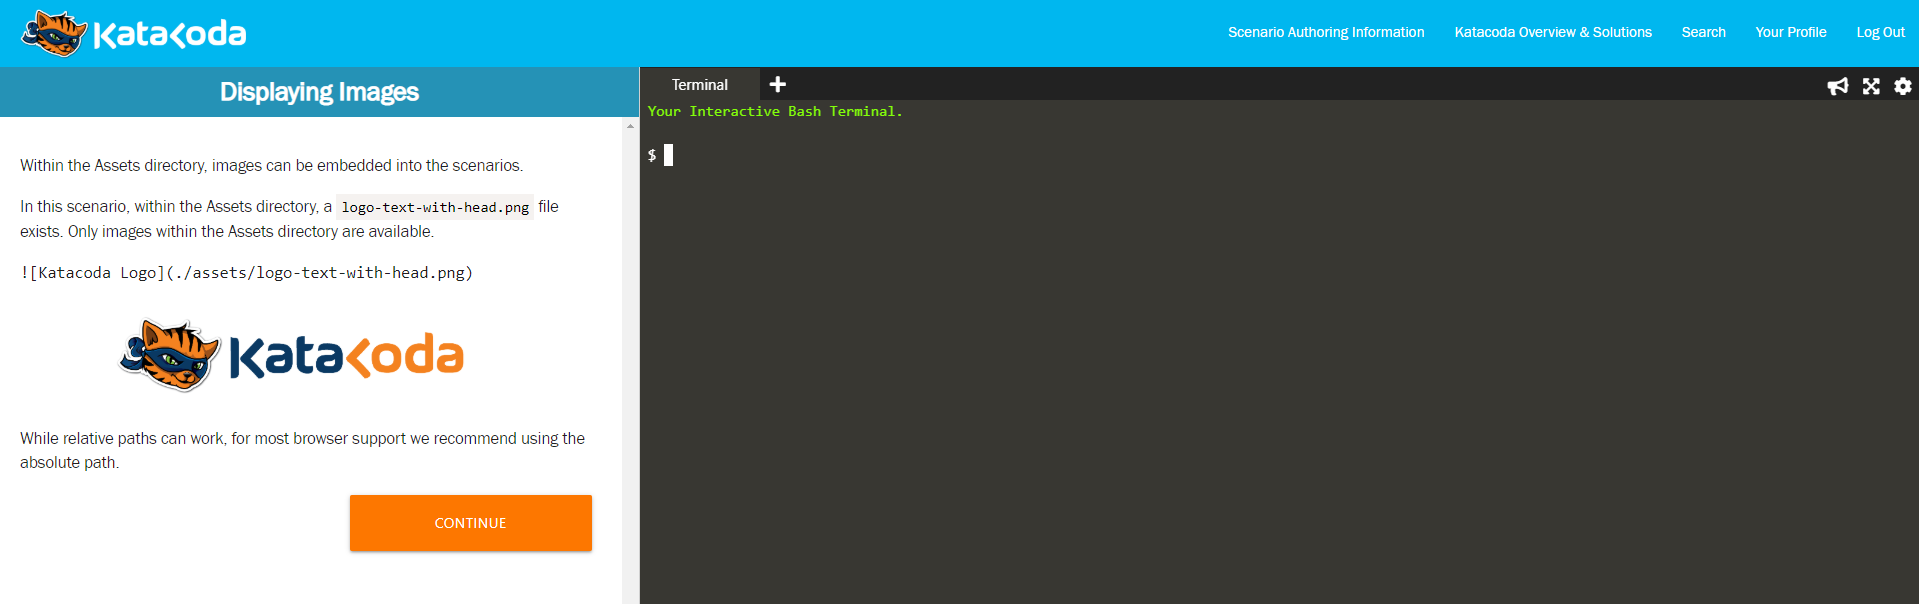 Katakoda
Scenario Authoring Information
Katacoda Overview & Solutions
Search
Your Profile
Log Out
Displaying Images
Within the Assets directory, images can be embedded into the scenarios.
In this scenario, within the Assets directory, a logo-text-with-head.png file
exists. Only images within the Assets directory are available.
![Katacoda Logo](./assets/logo-text-with-head.png)
Katakoda
While relative paths can work, for most browser support we recommend using the
absolute path.
CONTINUE
Terminal
Your Interactive Bash Terminal.
$